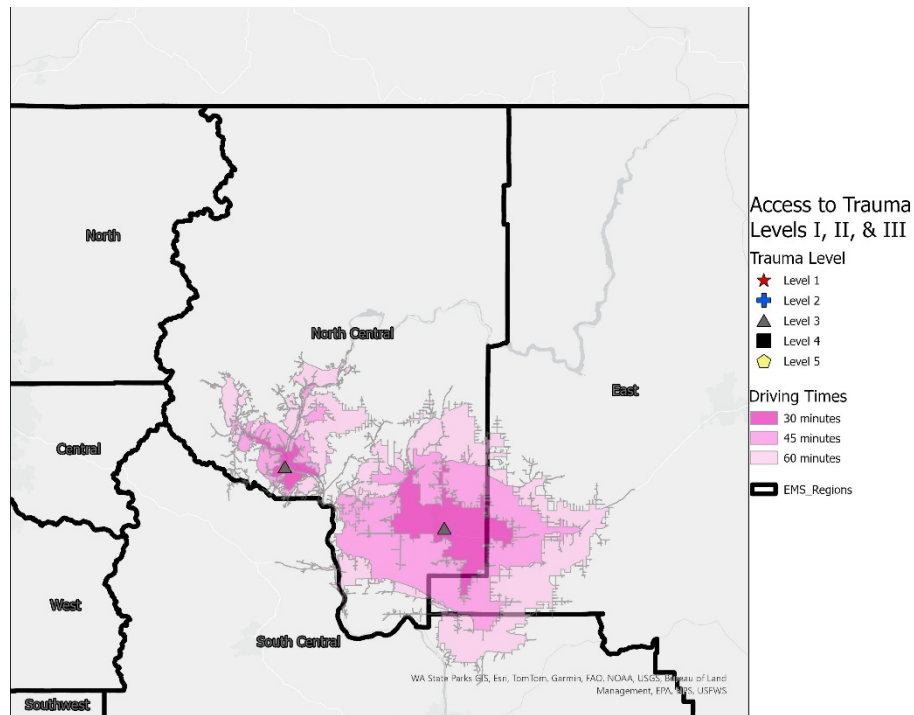 North
North Central
East
Central
West
South Central
Southwest
WA State Parks GIS, Esri, TomTom, Garmin, FAO, NOAA, USGS, Bureau of Land
Management, EPA, NPS, USFWS
Access to Trauma
Levels I, II, & III
Trauma Level
Level 1
Level 2
Level 3
Level 4
Level 5
Driving Times
30 minutes
45 minutes
60 minutes
EMS_Regions